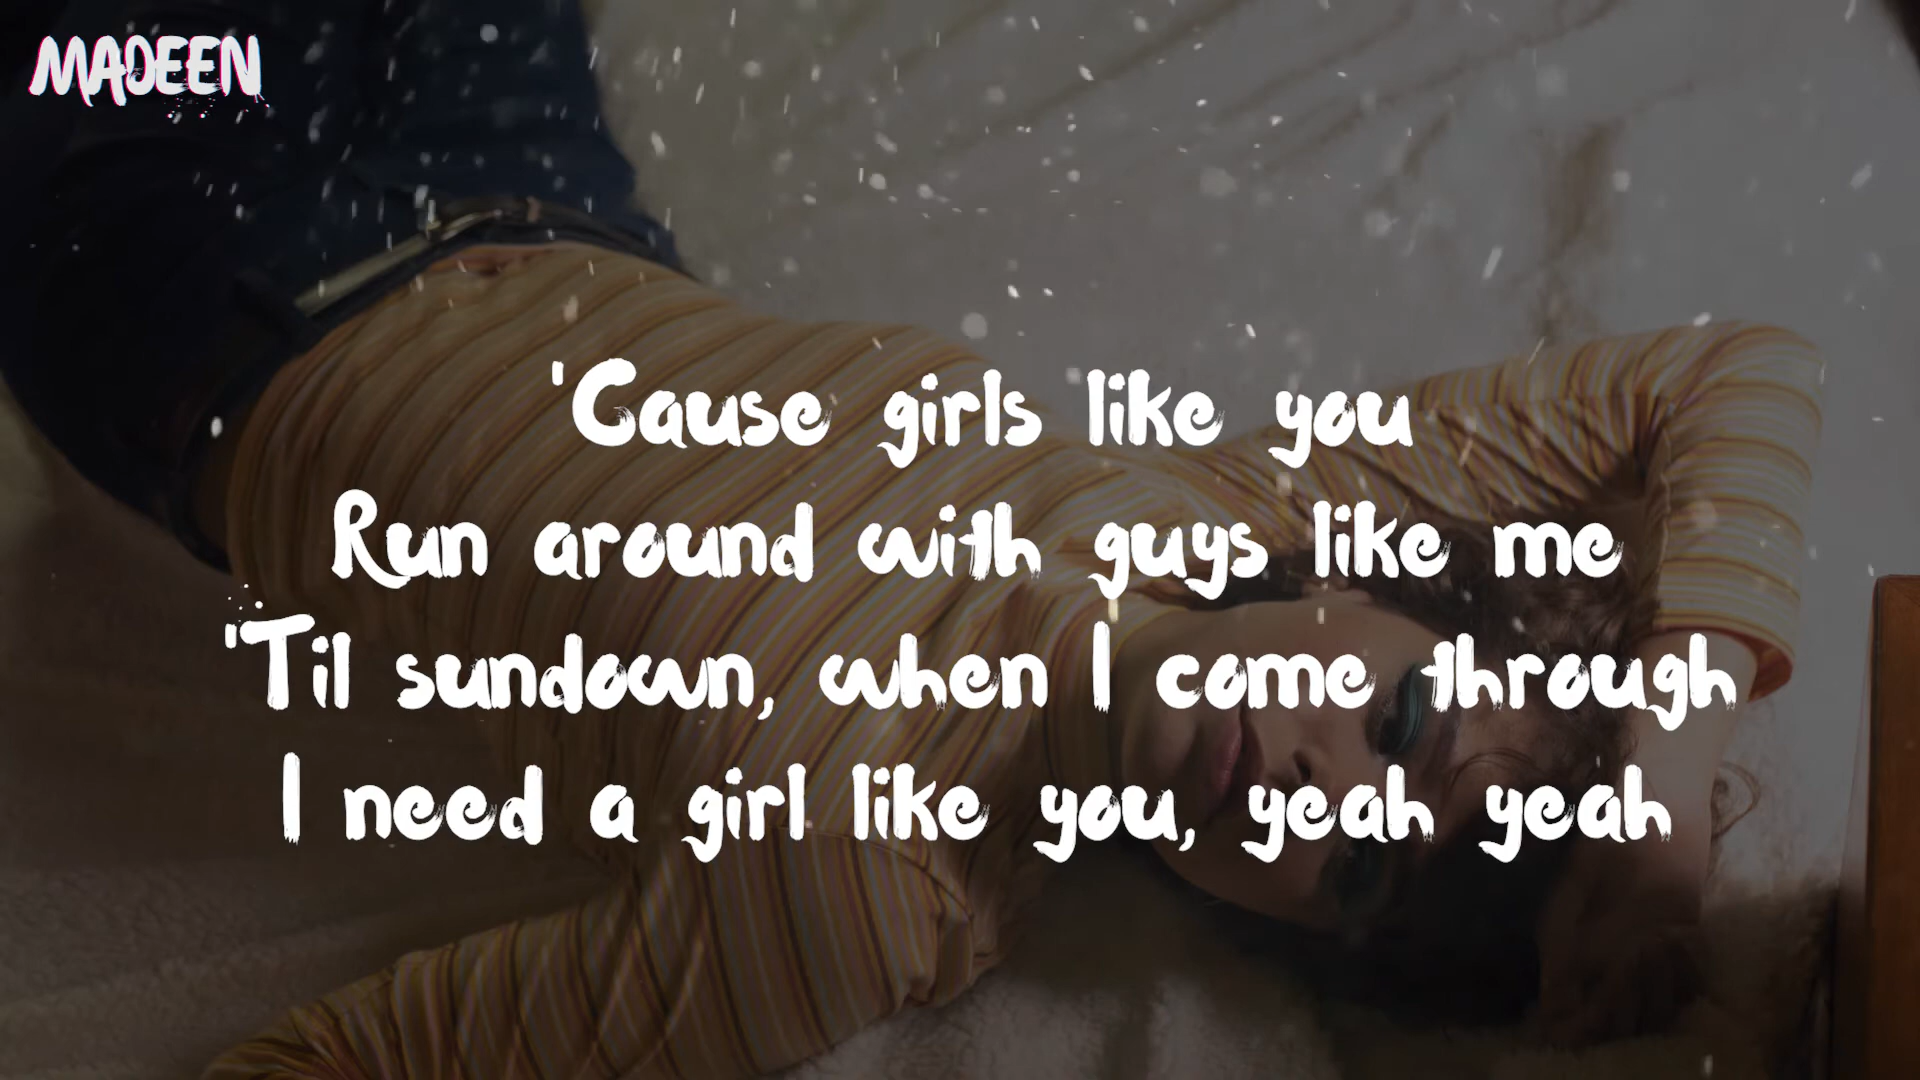 MADEEN
'Cause girls like you
Run around with guys like me
'Til sundown, when I come through
I need a girl like you, yeah yeah